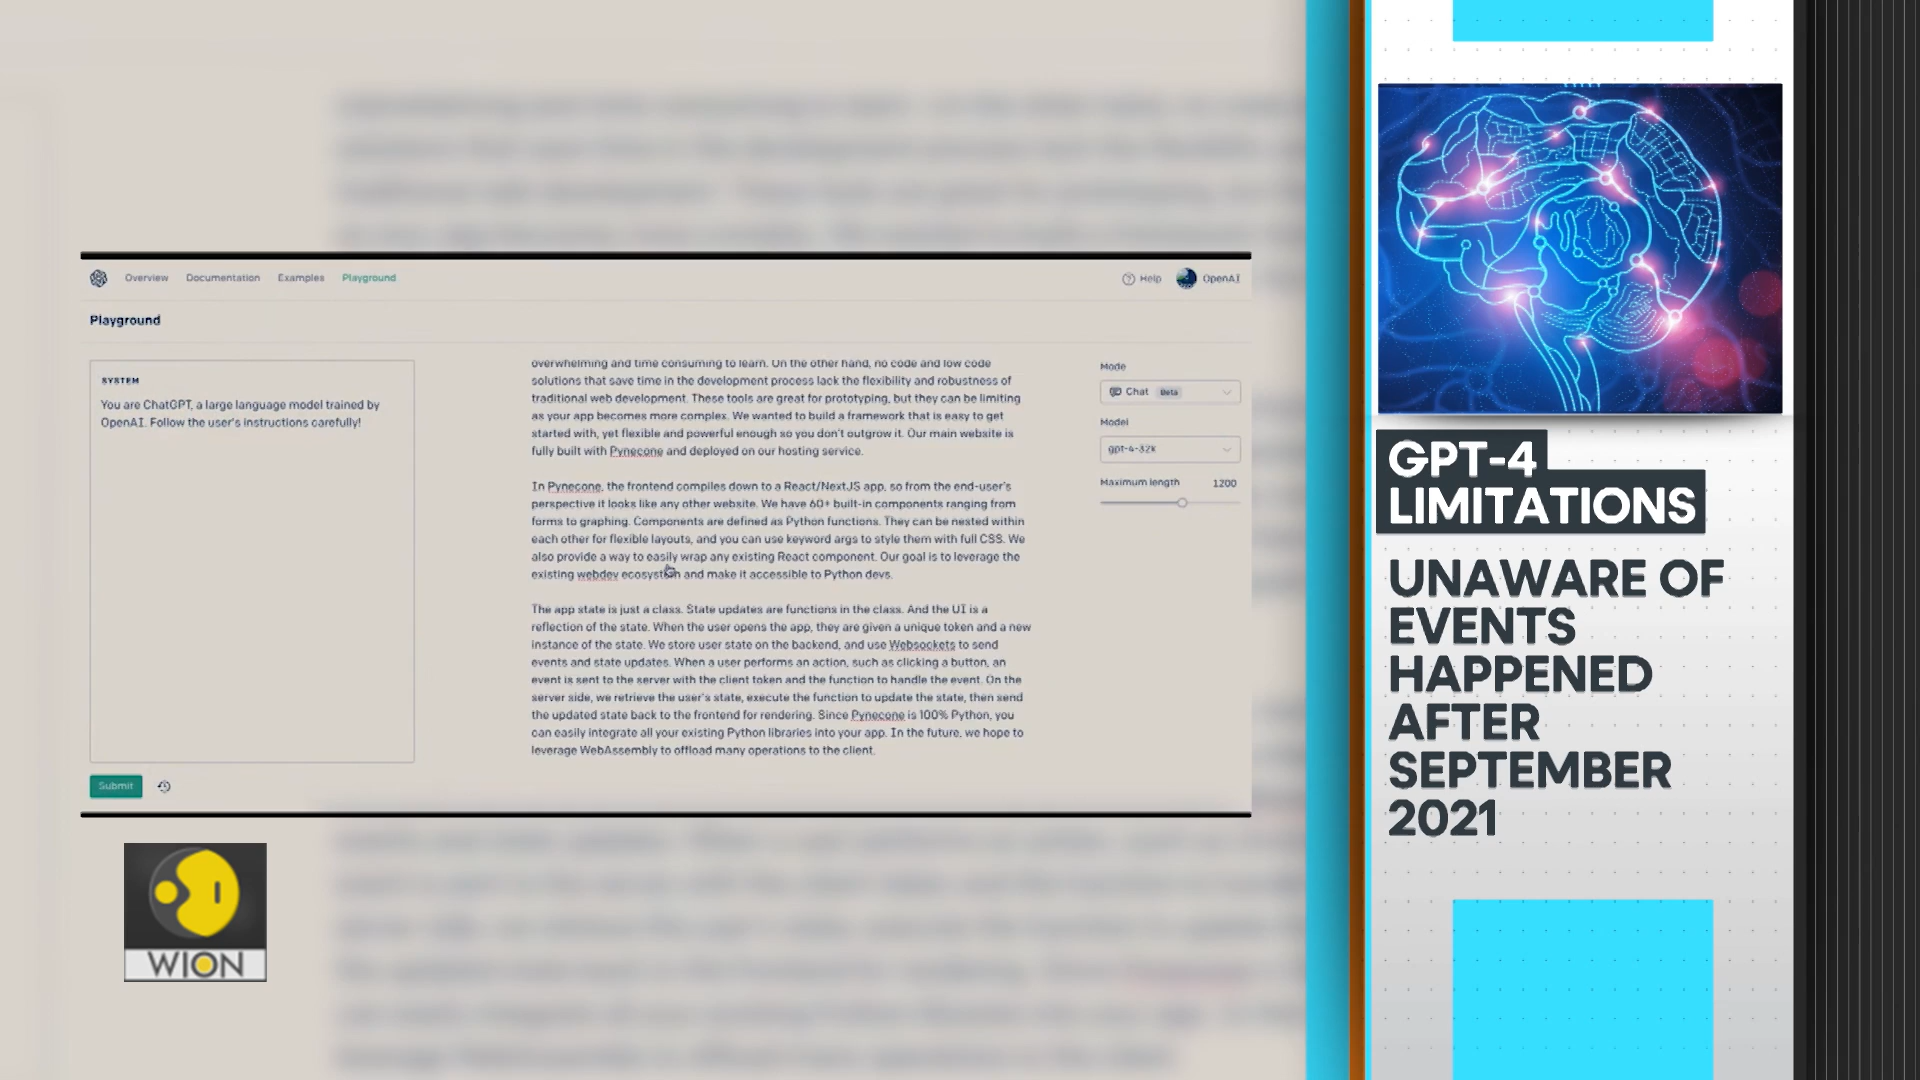 Overview Documentation Examples Playground
Help OpenAI
Playground
SYSTEM
You are ChatGPT, a large language model trained by
OpenAI. Follow the user's instructions carefully!
Submit
overwhelming and time consuming to learn. On the other hand, no code and low code
solutions that save time in the development process lack the flexibility and robustness of
traditional web development. These tools are great for prototyping, but they can be limiting
as your app becomes more complex. We wanted to build a framework that is easy to get
started with, yet flexible and powerful enough so you don't outgrow it. Our main website is
fully built with Pynecone and deployed on our hosting service.
In Pynecone, the frontend compiles down to a React/NextJS app, so from the end-user's
perspective it looks like any other website. We have 60+ built-in components ranging from
forms to graphing. Components are defined as Python functions. They can be nested within
each other for flexible layouts, and you can use keyword args to style them with full CSS. We
also provide a way to easily wrap any existing React component. Our goal is to leverage the
existing webdev ecosystem and make it accessible to Python devs.
The app state is just a class. State updates are functions in the class. And the UI is a
reflection of the state. When the user opens the app, they are given a unique token and a new
instance of the state. We store user state on the backend, and use Websockets to send
events and state updates. When a user performs an action, such as clicking a button, an
event is sent to the server with the client token and the function to handle the event. On the
server side, we retrieve the user's state, execute the function to update the state, then send
the updated state back to the frontend for rendering. Since Pynecone is 100% Python, you
can easily integrate all your existing Python libraries into your app. In the future, we hope to
leverage WebAssembly to offload many operations to the client.
Mode
Chat Beta
Model
gpt-4-32k
Maximum length 1200
WION
GPT-4
LIMITATIONS
UNAWARE OF
EVENTS
HAPPENED
AFTER
SEPTEMBER
2021